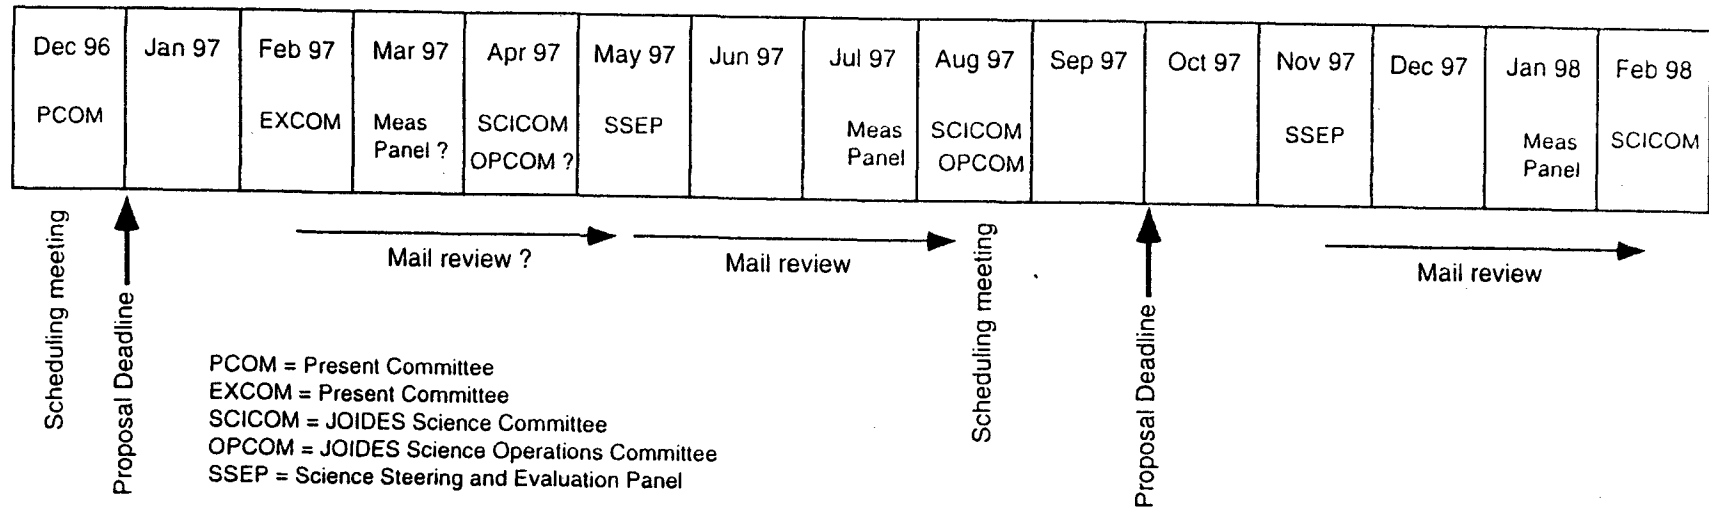 Dec 96 Jan 97 Feb 97 Mar 97 Apr 97 May 97 Jun 97 Jul 97 Aug 97 Sep 97 Oct 97 Nov 97 Dec 97 Jan 98 Feb 98
PCOM EXCOM Meas SCICOM SSEP Meas SCICOM SSEP Meas SCICOM
Panel ? OPCOM ? Panel OPCOM Panel
Scheduling meeting
Proposal Deadline
Mail review ?
Mail review
Scheduling meeting
Proposal Deadline
Mail review
PCOM = Present Committee
EXCOM = Present Committee
SCICOM = JOIDES Science Committee
OPCOM = JOIDES Science Operations Committee
SSEP = Science Steering and Evaluation Panel